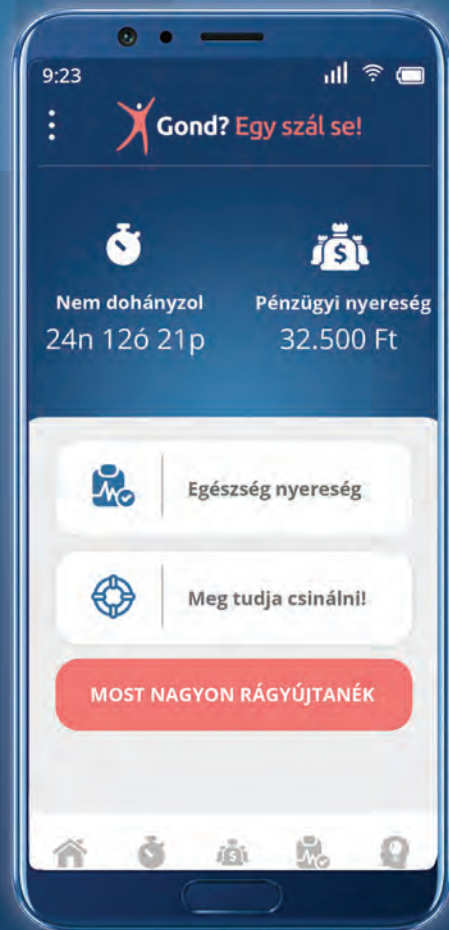 9:23
Gond? Egy szál se!
Nem dohányzol
Pénzügyi nyereség
24n 12ó 21p
32.500 Ft
Egészség nyereség
Meg tudja csinálni!
MOST NAGYON RÁGYÚJTANÉK